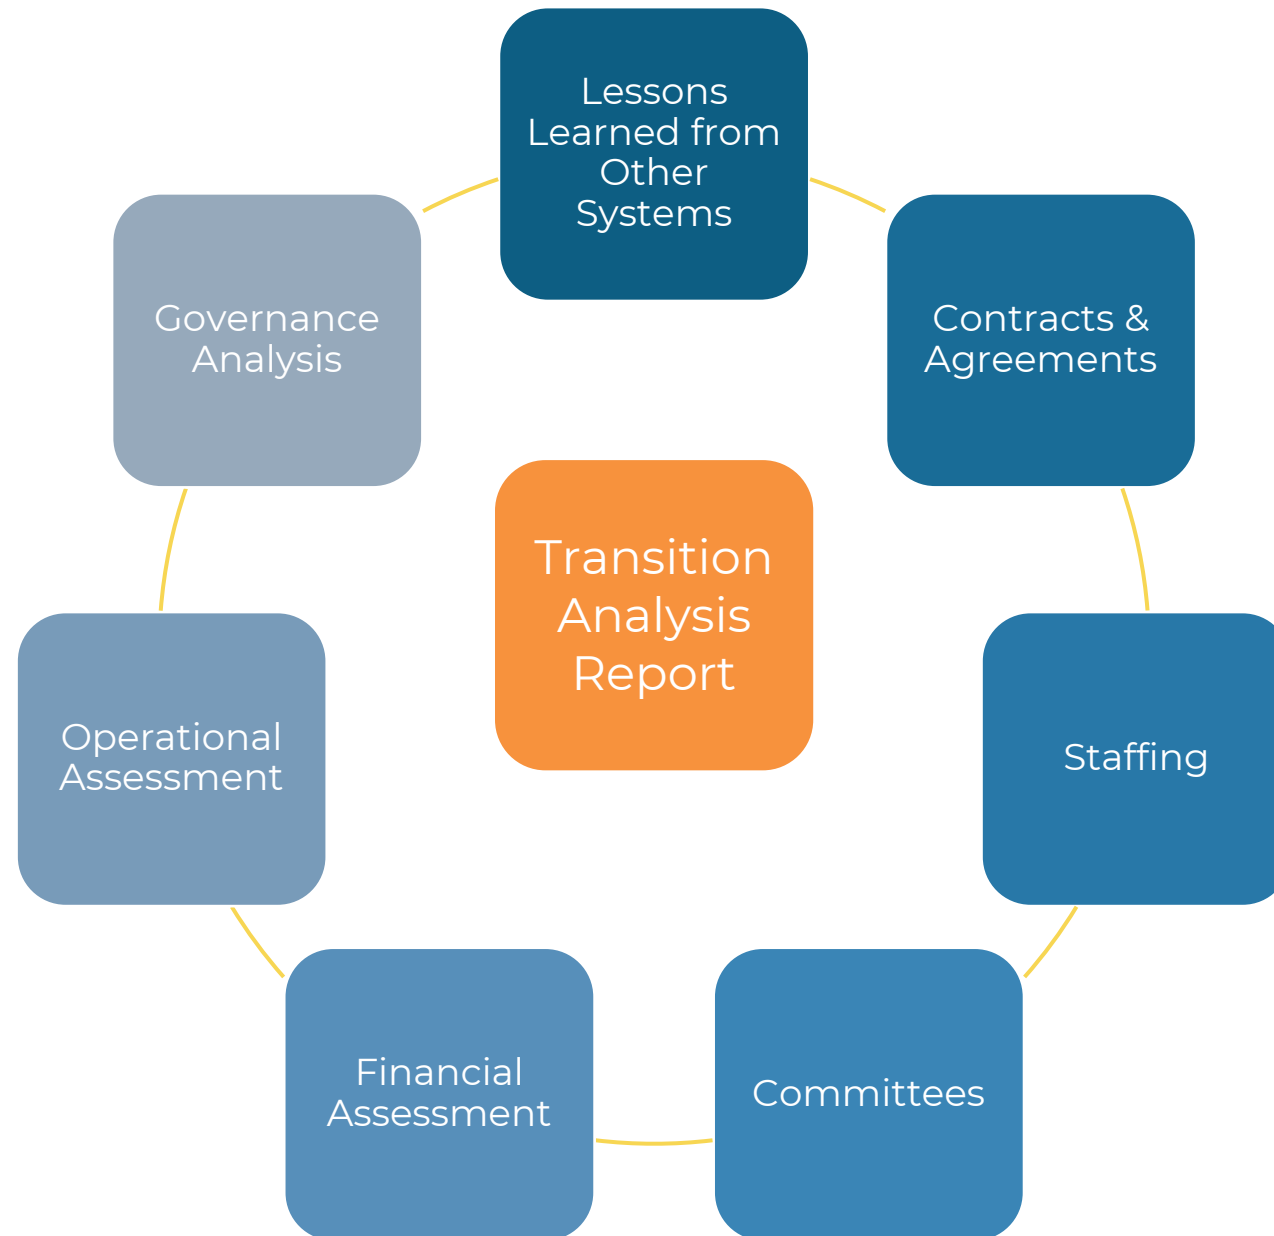 Lessons
Learned from
Other
Systems
Contracts &
Agreements
Staffing
Committees
Financial
Assessment
Operational
Assessment
Governance
Analysis
Transition
Analysis
Report